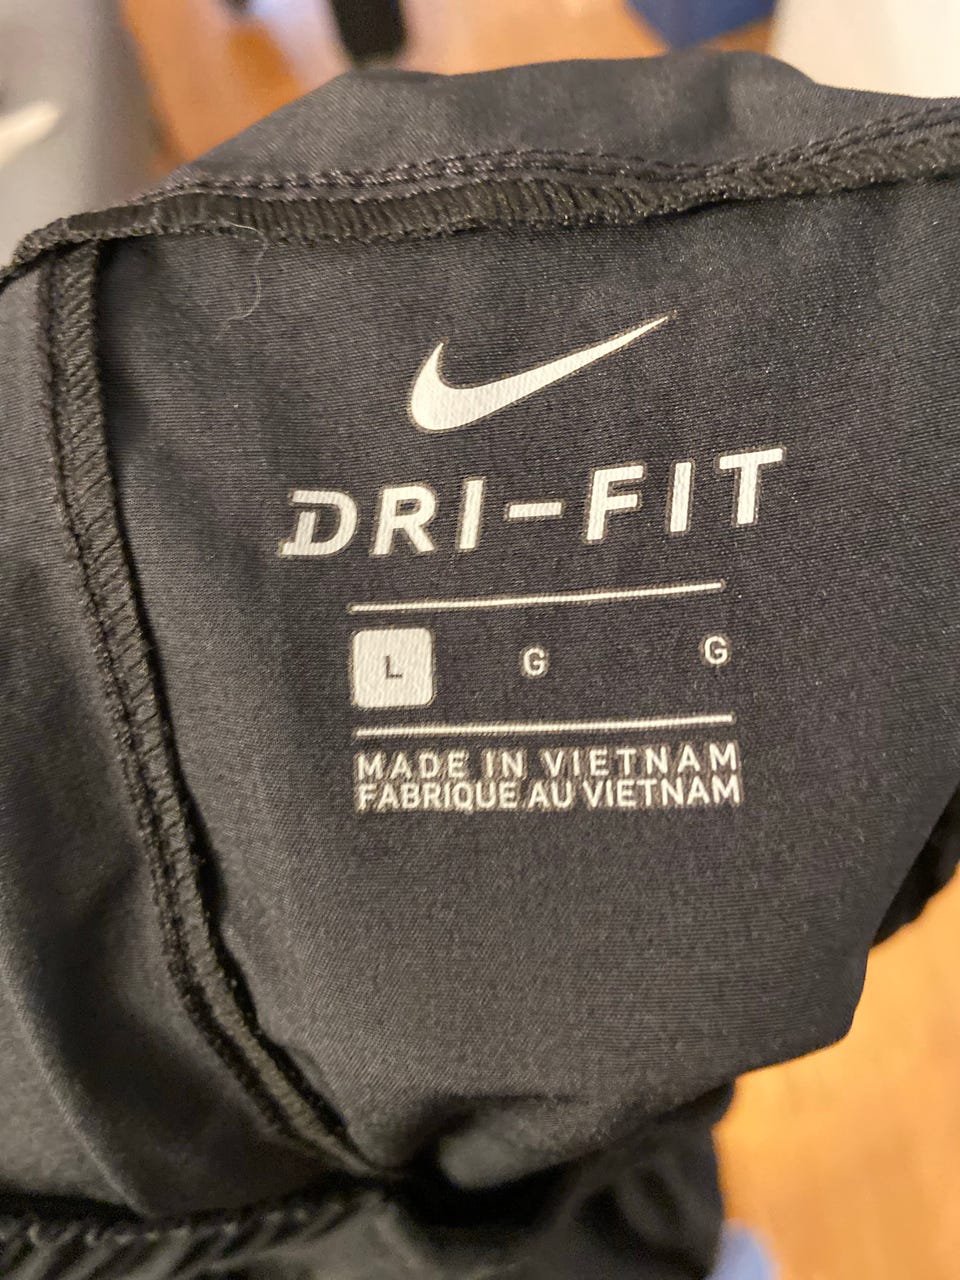 DRI-FIT
L G G
MADE IN VIETNAM
FABRIQUE AU VIETNAM